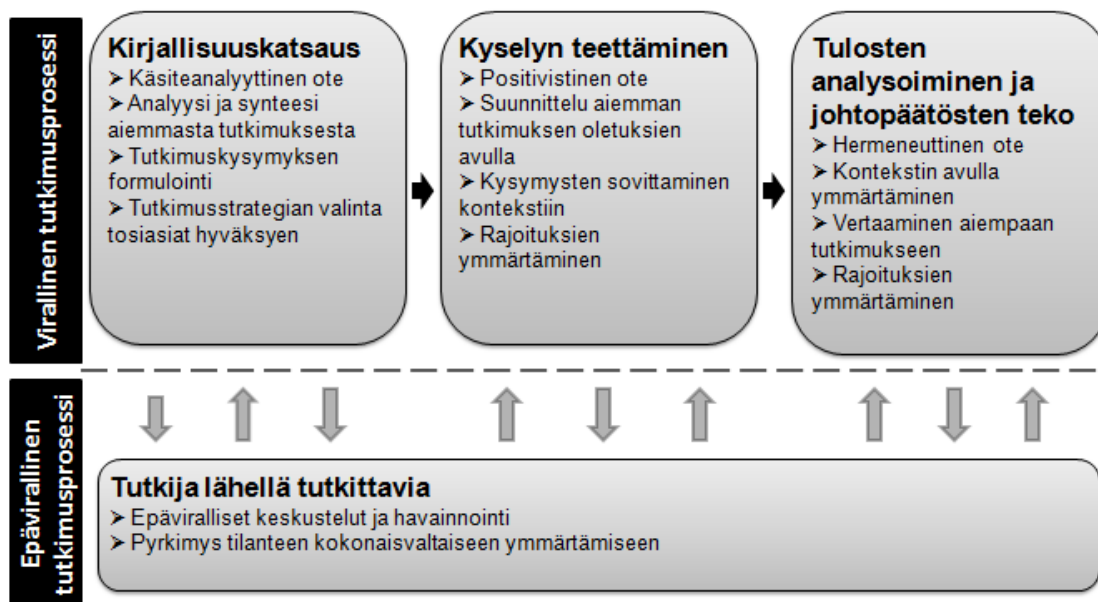 Virallinen tutkimusprosessi
Kirjallisuuskatsaus
➢ Käsiteanalyyttinen ote
➢ Analyysi ja synteesi
aiemmasta tutkimuksesta
➢ Tutkimuskysymyksen
formulointi
➢ Tutkimusstrategian valinta
tosiasiat hyväksyen
Kyselyn teettäminen
➢ Positivistinen ote
➢ Suunnittelu aiemman
tutkimuksen oletuksien
avulla
➢ Kysymysten sovittaminen
kontekstiin
➢ Rajoituksien
ymmärtäminen
Tulosten
analysoiminen ja
johtopäätösten teko
➢ Hermeneuttinen ote
➢ Kontekstin avulla
ymmärtäminen
➢ Vertaaminen aiempaan
tutkimukseen
➢ Rajoituksien
ymmärtäminen
Epävirallinen
tutkimusprosessi
Tutkija lähellä tutkittavia
➢ Epäviralliset keskustelut ja havainnointi
➢ Pyrkimys tilanteen kokonaisvaltaiseen ymmärtämiseen